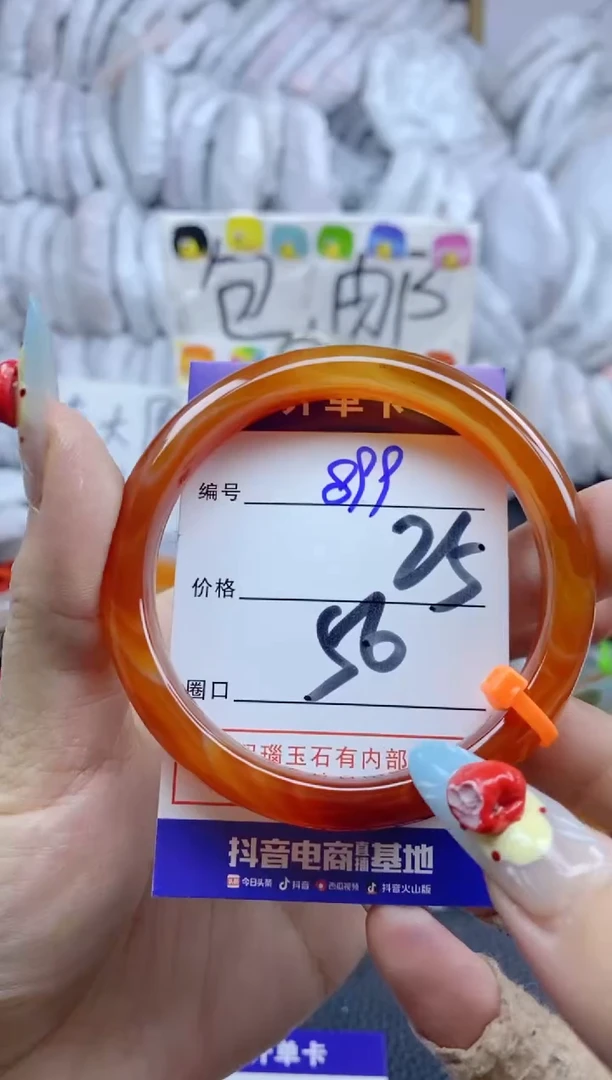 包邮
开单卡
编号 899
价格 25
圈口 56
玛瑙玉石有内部
抖音电商直播基地
今日头条 抖音 西瓜视频 抖音火山版
开单卡